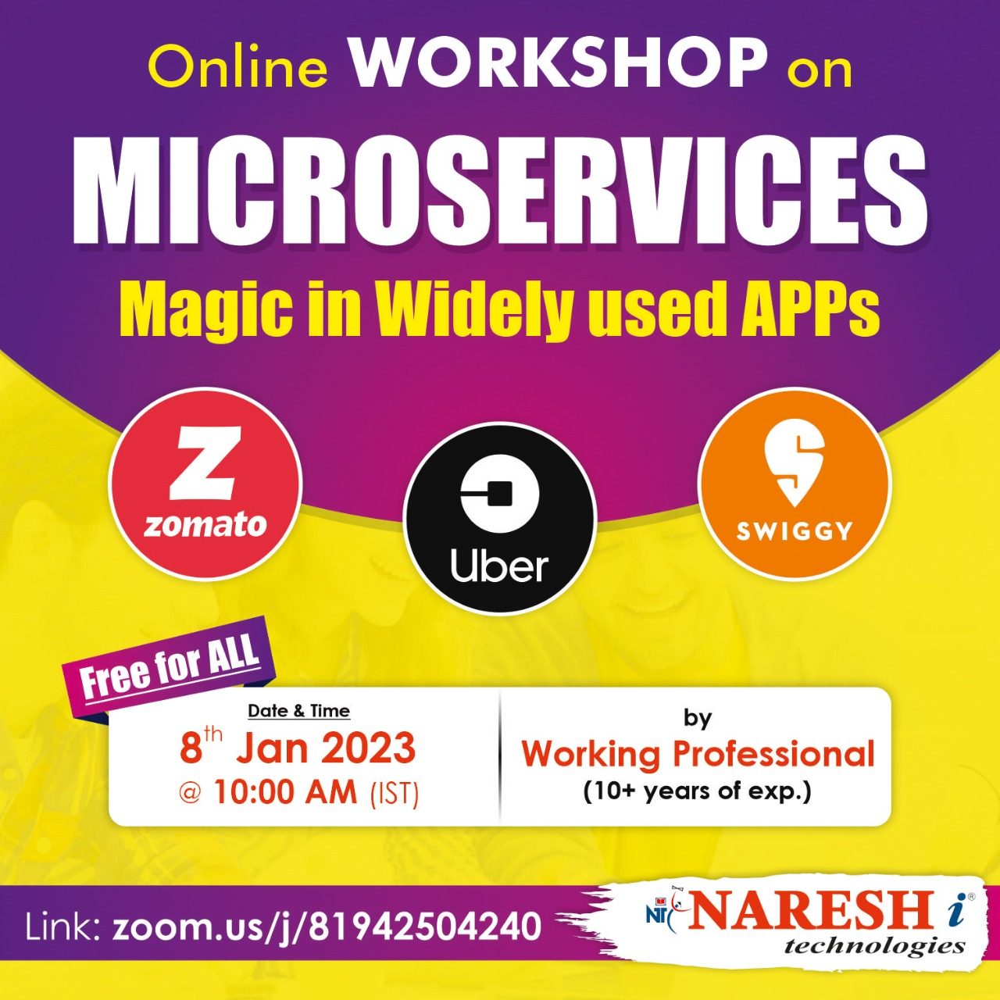 Online WORKSHOP on
MICROSERVICES
Magic in Widely used APPs
Z
zomato
Uber
SWIGGY
Free for ALL
Date & Time
8th Jan 2023
@ 10:00 AM (IST)
by
Working Professional
(10+ years of exp.)
Link: zoom.us/j/81942504240
NT NARESH i ®
technologies